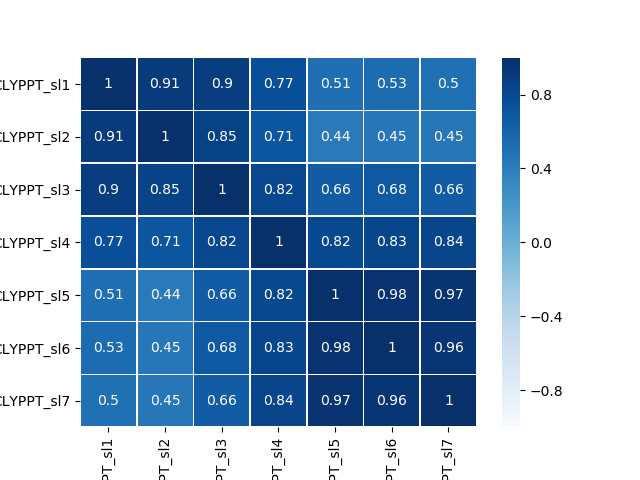 CLYPPT_sl1 1 0.91 0.9 0.77 0.51 0.53 0.5
CLYPPT_sl2 0.91 1 0.85 0.71 0.44 0.45 0.45
CLYPPT_sl3 0.9 0.85 1 0.82 0.66 0.68 0.66
CLYPPT_sl4 0.77 0.71 0.82 1 0.82 0.83 0.84
CLYPPT_sl5 0.51 0.44 0.66 0.82 1 0.98 0.97
CLYPPT_sl6 0.53 0.45 0.68 0.83 0.98 1 0.96
CLYPPT_sl7 0.5 0.45 0.66 0.84 0.97 0.96 1
PT_sl1
PT_sl2
PT_sl3
PT_sl4
PT_sl5
PT_sl6
PT_sl7
0.8
0.4
0.0
−0.4
−0.8